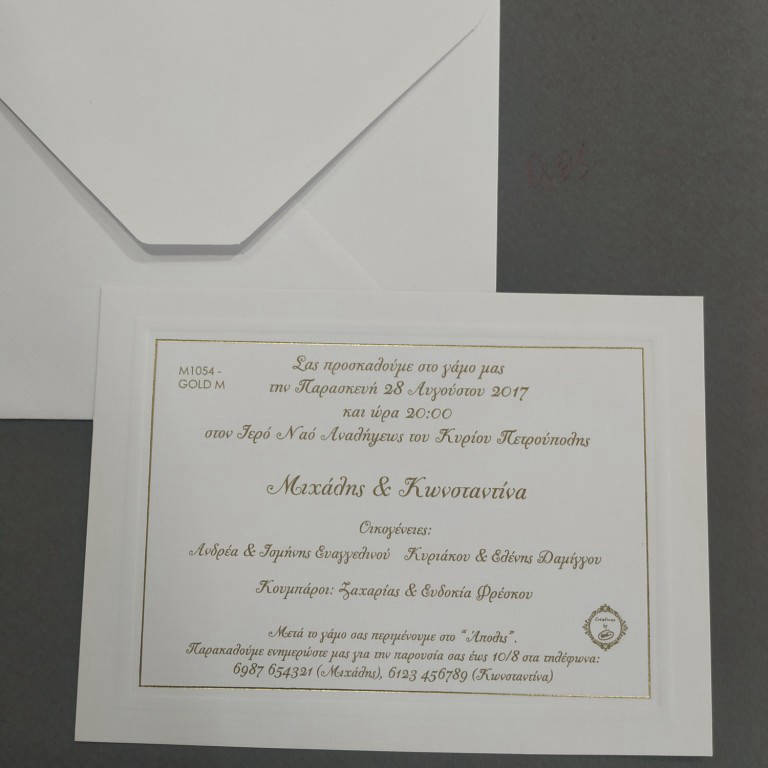 M1054 -
GOLD M
Σας προσκαλούμε στο γάμο μας
την Παρασκευή 28 Αυγούστου 2017
και ώρα 20:00
στον Ιερό Ναό Αναλήψεως του Κυρίου Πετρούπολης
Μιχάλης & Κωνσταντίνα
Οικογένειες:
Ανδρέα & Ισμήνης Ευαγγελινού Κυριάκου & Ελένης Δαμίγγου
Κουμπάροι: Ζαχαρίας & Ευδοκία Φρέσκου
Μετά το γάμο σας περιμένουμε στο "Άπολις".
Παρακαλούμε ενημερώστε μας για την παρουσία σας έως 10/8 στα τηλέφωνα:
6987 654321 (Μιχάλης), 6123 456789 (Κωνσταντίνα)